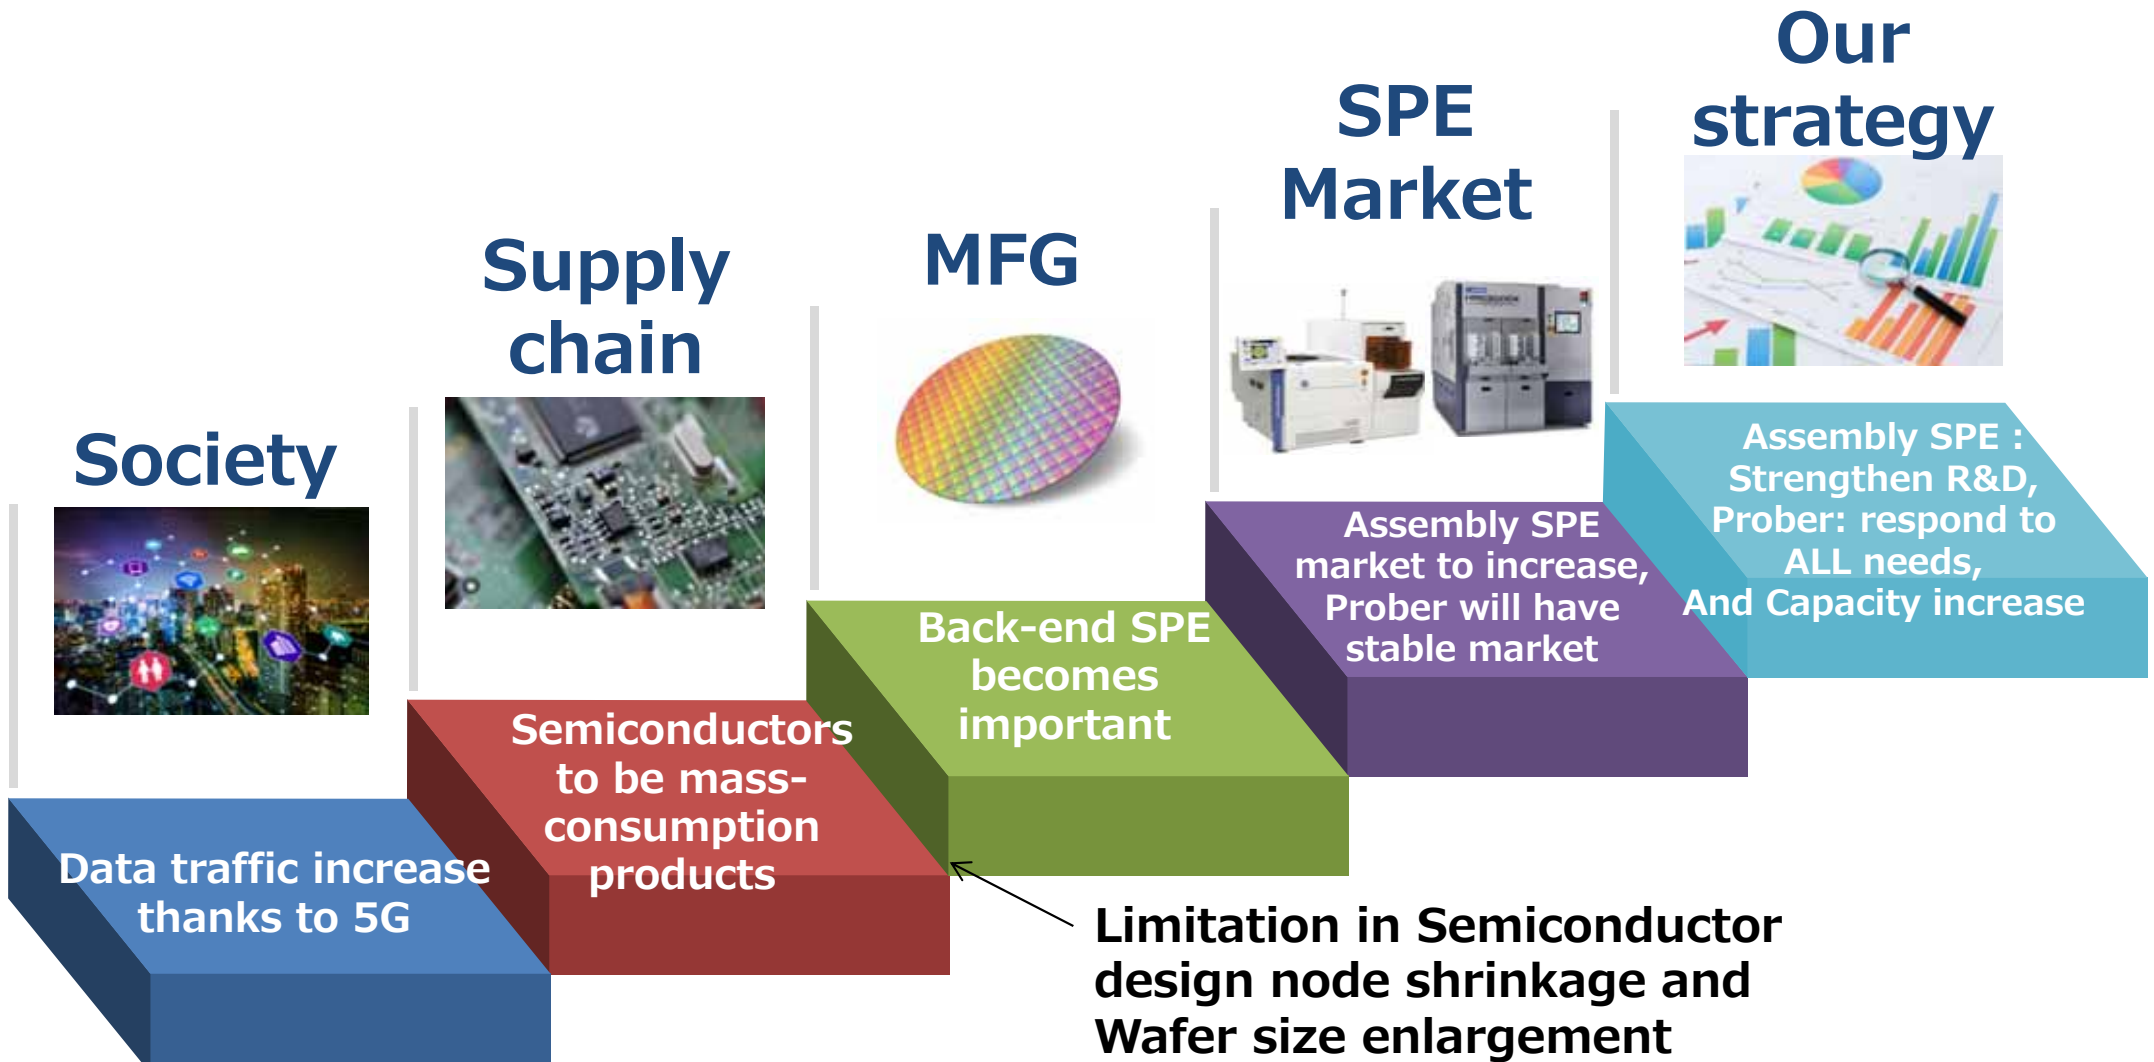 Society
Data traffic increase
thanks to 5G
Supply
chain
Semiconductors
to be mass-
consumption
products
MFG
Back-end SPE
becomes
important
Limitation in Semiconductor
design node shrinkage and
Wafer size enlargement
SPE
Market
Assembly SPE
market to increase,
Prober will have
stable market
Our
strategy
Assembly SPE :
Strengthen R&D,
Prober: respond to
ALL needs,
And Capacity increase